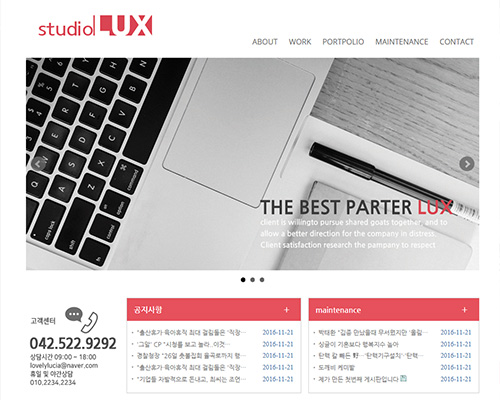 studio LUX
ABOUT WORK PORTFOLIO MAINTENANCE CONTACT
THE BEST PARTER LUX
client is willingto pursue shared goats together, and to
allow a better direction for the company in distress
Client satisfaction research the pampany to respect
고객센터
042.522.9292
상담시간 09:00 ~ 18:00
lovelylucia@naver.com
휴일 및 야간상담
010.2234.2234
공지사항 +
• "출산휴가·육아휴직 최대 걸림돌은 '직장… 2016-11-21
• '그알' CP "시청률 보고 놀라..이것… 2016-11-21
• 경찰청장 "26일 촛불집회 율곡로까지 행… 2016-11-21
• "출산휴가·육아휴직 최대 걸림돌은 '직장… 2016-11-21
• "기업들 자발적으로 돈내고, 최씨는 조언… 2016-11-21
maintenance +
• 박태환 "김종 만났을때 무서웠지만 '올림… 2016-11-21
• 싱글이 기혼보다 행복지수 높아 2016-11-21
• 탄핵 칼 빼든 野…'탄핵기구설치' '탄핵… 2016-11-21
• 도깨비 케미발 2016-11-21
• 제가 만든 첫번째 게시판입니다 2016-11-21